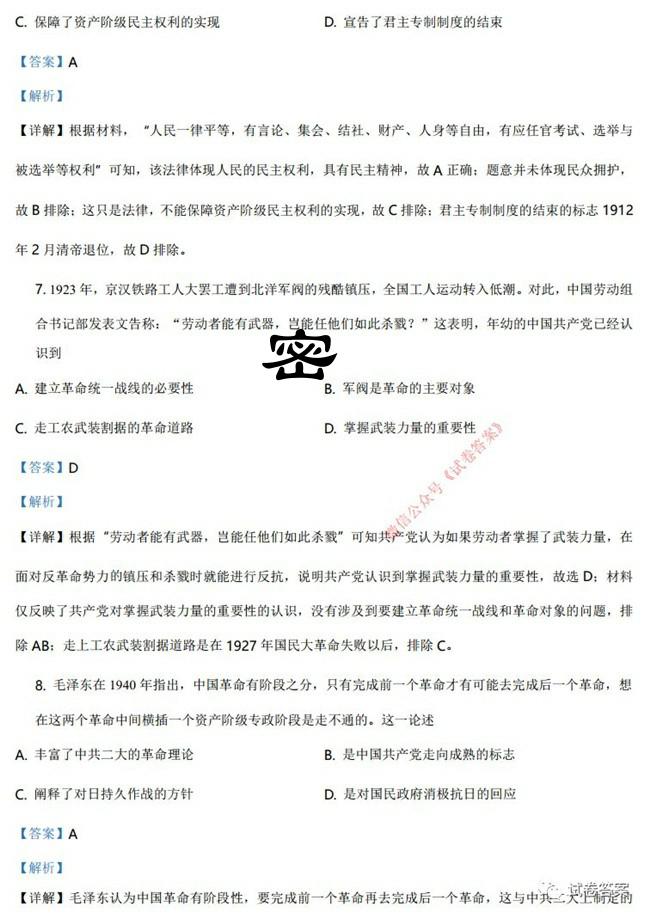 C. 保障了资产阶级民主权利的实现 D. 宣告了君主专制制度的结束
【答案】A
【解析】
【详解】根据材料，“人民一律平等，有言论、集会、结社、财产、人身等自由，有应任官考试、选举与
被选举等权利”可知，该法律体现人民的民主权利，具有民主精神，故 A 正确；题意并未体现民众拥护，
故 B 排除；这只是法律，不能保障资产阶级民主权利的实现，故 C 排除；君主专制制度的结束的标志 1912
年 2 月清帝退位，故 D 排除。
7. 1923 年，京汉铁路工人大罢工遭到北洋军阀的残酷镇压，全国工人运动转入低潮。对此，中国劳动组
合书记部发表文告称：“劳动者能有武器，岂能任他们如此杀戮？”这表明，年幼的中国共产党已经认
识到
密
A. 建立革命统一战线的必要性 B. 军阀是革命的主要对象
C. 走工农武装割据的革命道路 D. 掌握武装力量的重要性
微信公众号《试卷答案》
【答案】D
【解析】
【详解】根据“劳动者能有武器，岂能任他们如此杀戮”可知共产党认为如果劳动者掌握了武装力量，在
面对反革命势力的镇压和杀戮时就能进行反抗，说明共产党认识到掌握武装力量的重要性，故选 D；材料
仅反映了共产党对掌握武装力量的重要性的认识，没有涉及到要建立革命统一战线和革命对象的问题，排
除 AB；走上工农武装割据道路是在 1927 年国民大革命失败以后，排除 C。
8. 毛泽东在 1940 年指出，中国革命有阶段之分，只有完成前一个革命才有可能去完成后一个革命，想
在这两个革命中间横插一个资产阶级专政阶段是走不通的。这一论述
A. 丰富了中共二大的革命理论 B. 是中国共产党走向成熟的标志
C. 阐释了对日持久作战的方针 D. 是对国民政府消极抗日的回应
【答案】A
【解析】
【详解】毛泽东认为中国革命有阶段性，要完成前一个革命再去完成后一个革命，这与中共二大上制定的
试卷答案